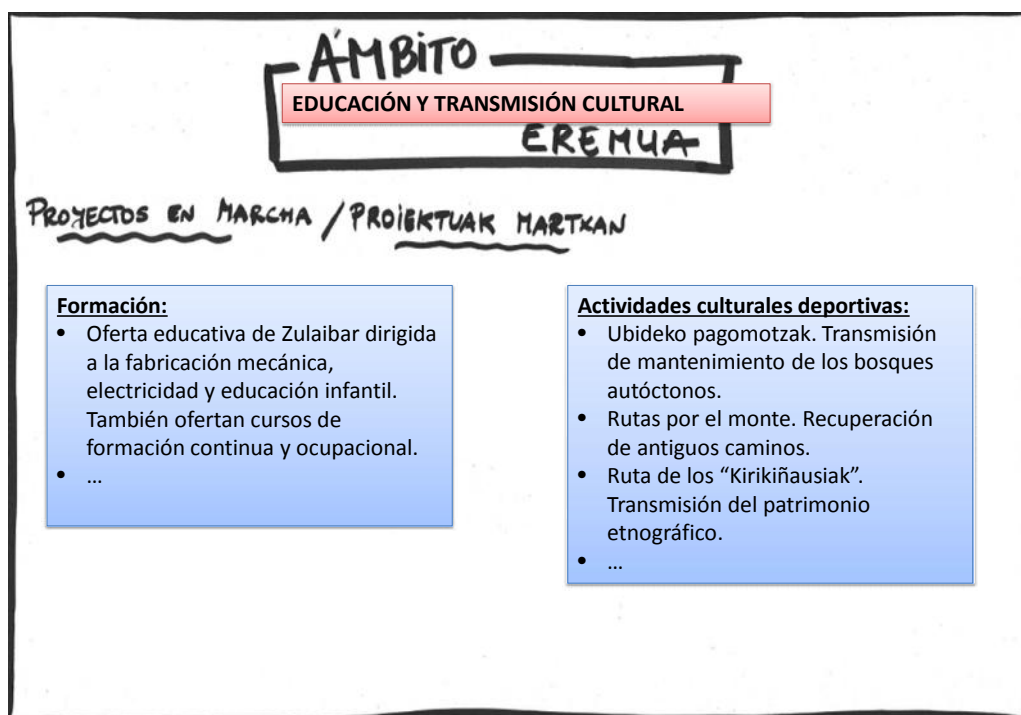 ÁMBITO
EDUCACIÓN Y TRANSMISIÓN CULTURAL
EREMUA
PROYECTOS EN MARCHA / PROIEKTUAK MARTXAN
Formación:
• Oferta educativa de Zulaibar dirigida
a la fabricación mecánica,
electricidad y educación infantil.
También ofertan cursos de
formación continua y ocupacional.
• ...
Actividades culturales deportivas:
• Ubideko pagomotzak. Transmisión
de mantenimiento de los bosques
autóctonos.
• Rutas por el monte. Recuperación
de antiguos caminos.
• Ruta de los “Kirikiñausiak”.
Transmisión del patrimonio
etnográfico.
• ...